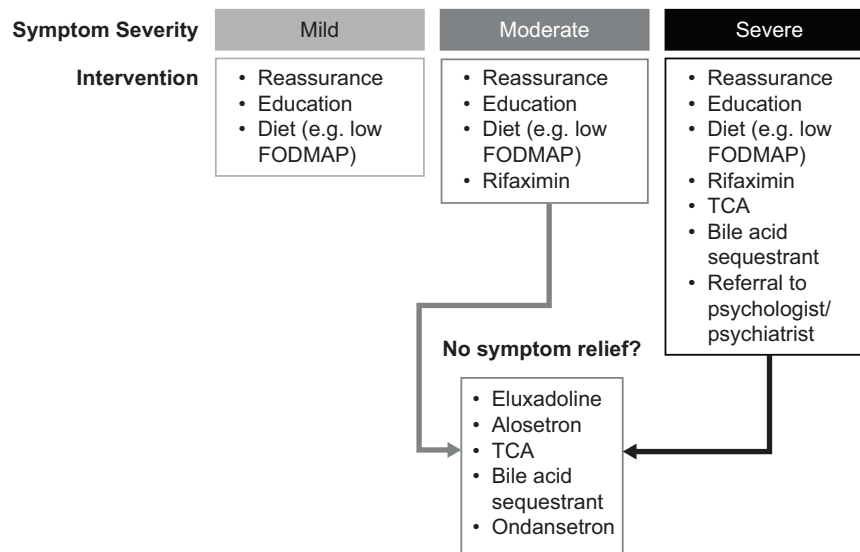 Symptom Severity
Mild
Moderate
Severe
Intervention
• Reassurance
• Education
• Diet (e.g. low
FODMAP)
• Reassurance
• Education
• Diet (e.g. low
FODMAP)
• Rifaximin
• Reassurance
• Education
• Diet (e.g. low
FODMAP)
• Rifaximin
• TCA
• Bile acid
sequestrant
• Referral to
psychologist/
psychiatrist
No symptom relief?
• Eluxadoline
• Alosetron
• TCA
• Bile acid
sequestrant
• Ondansetron